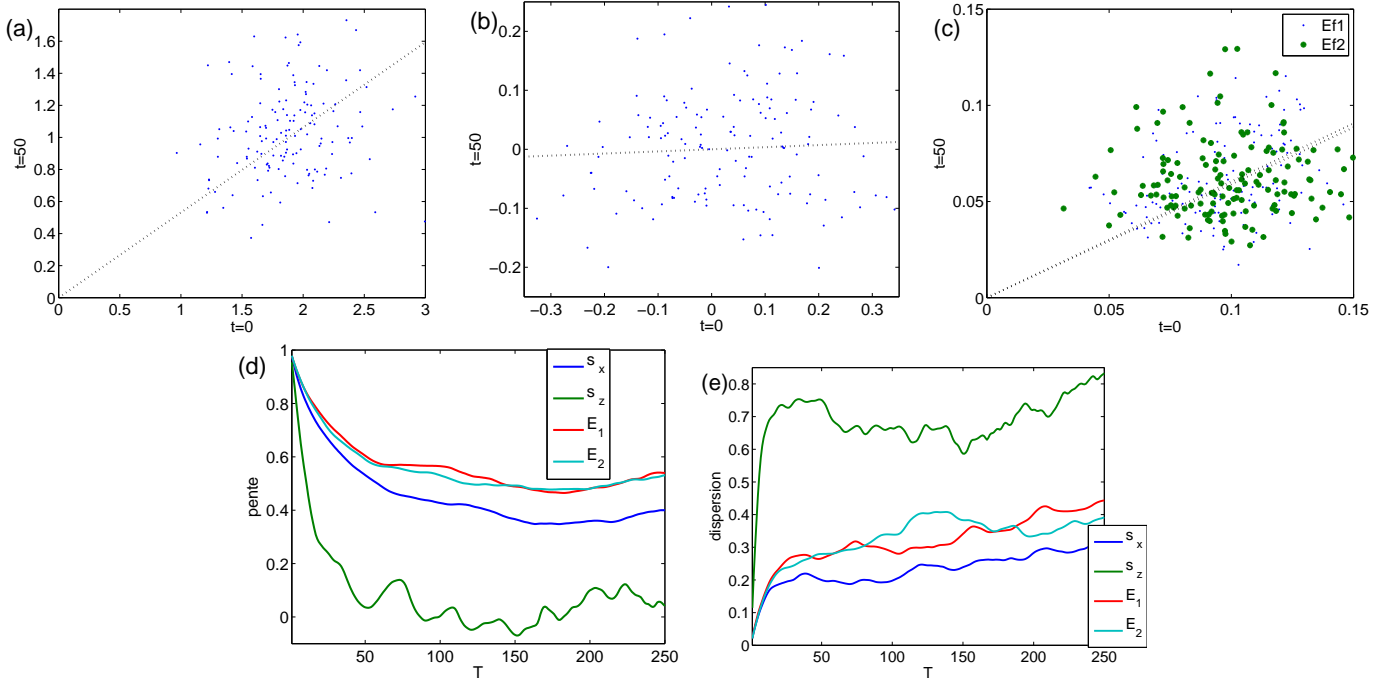 (a)
1.6
1.4
1.2
1
0.8
0.6
0.4
0.2
0
t=50
0 0.5 1 1.5 2 2.5 3
t=0
(b)
0.2
0.1
0
−0.1
−0.2
t=50
−0.3 −0.2 −0.1 0 0.1 0.2 0.3
t=0
(c)
Ef1
Ef2
0.15
0.1
0.05
0
t=50
0 0.05 0.1 0.15
t=0
(d)
1
0.8
0.6
0.4
0.2
0
pente
s x
s z
E 1
E 2
50 100 150 200 250
T
(e)
0.8
0.7
0.6
0.5
0.4
0.3
0.2
0.1
0
dispersion
s x
s z
E 1
E 2
50 100 150 200 250
T